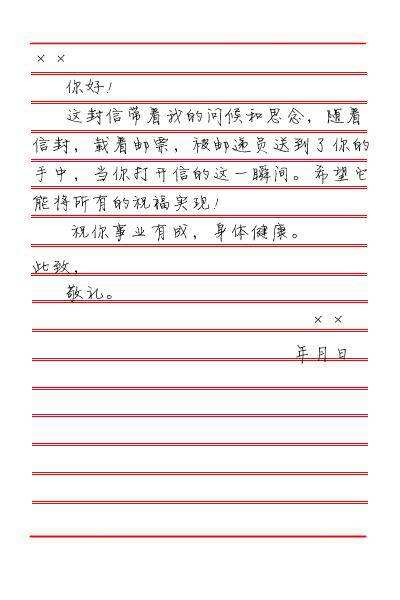 × ×
你好!
这封信带着我的问候和思念，随着
信封，载着邮票，被邮递员送到了你的
手中，当你打开信的这一瞬间。希望它
能将所有的祝福实现!
祝你事业有成，身体健康。
此致，
敬礼。
× ×
年月日